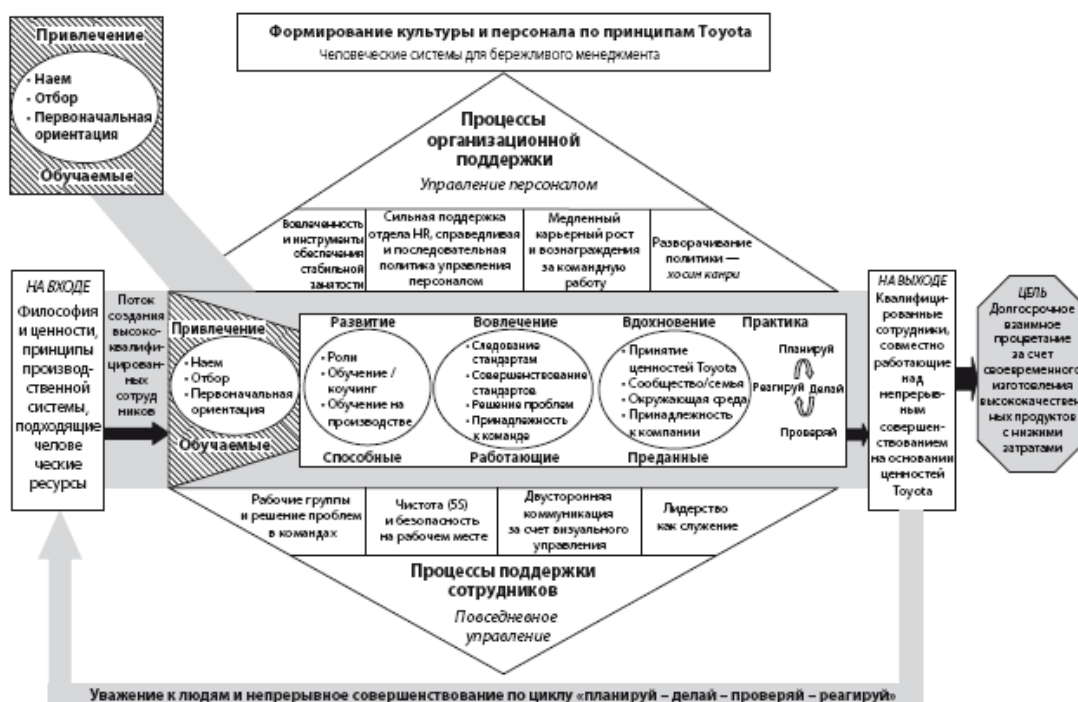 Привлечение
• Наем
• Отбор
• Первоначальная
ориентация
Обучаемые
Формирование культуры и персонала по принципам Toyota
Человеческие системы для бережливого менеджмента
Процессы
организационной
поддержки
Управление персоналом
Вовлеченность
и инструменты
обеспечения
стабильной
занятости
Сильная поддержка
отдела HR, справедливая
и последовательная
политика управления
персоналом
Медленный
карьерный рост
и вознаграждения
за командную
работу
Разворачивание
политики —
хосин канри
НА ВХОДЕ
Философия
и ценности,
принципы
производ-
ственной
системы,
подходящие
челове
ческие
ресурсы
Поток
создания
высоко-
квалифи-
цирован-
ных
сотруд
ников
Привлечение
• Наем
• Отбор
• Первоначальная
ориентация
Обучаемые
Развитие
• Роли
• Обучение /
коучинг
• Обучение на
производстве
Способные
Вовлечение
• Следование
стандартам
• Совершенствование
стандартов
• Решение проблем
• Принадлежность
к команде
Работающие
Вдохновение
• Принятие
ценностей Toyota
• Сообщество/семья
• Окружающая среда
• Принадлежность
к компании
Преданные
Практика
Планируй
Реагируй Делай
Проверяй
НА ВЫХОДЕ
Квалифици-
рованные
сотрудники,
совместно
работающие
над
непрерыв-
ным
совершен-
ствованием
на основании
ценностей
Toyota
ЦЕЛЬ
Долгосрочное
взаимное
процветание
за счет
своевременного
изготовления
высококачествен
ных продуктов
с низкими
затратами
Рабочие группы
и решение проблем
в командах
Чистота (5S)
и безопасность
на рабочем месте
Двусторонняя
коммуникация
за счет визуального
управления
Лидерство
как служение
Процессы поддержки
сотрудников
Повседневное
управление
Уважение к людям и непрерывное совершенствование по циклу «планируй – делай – проверяй – реагируй»